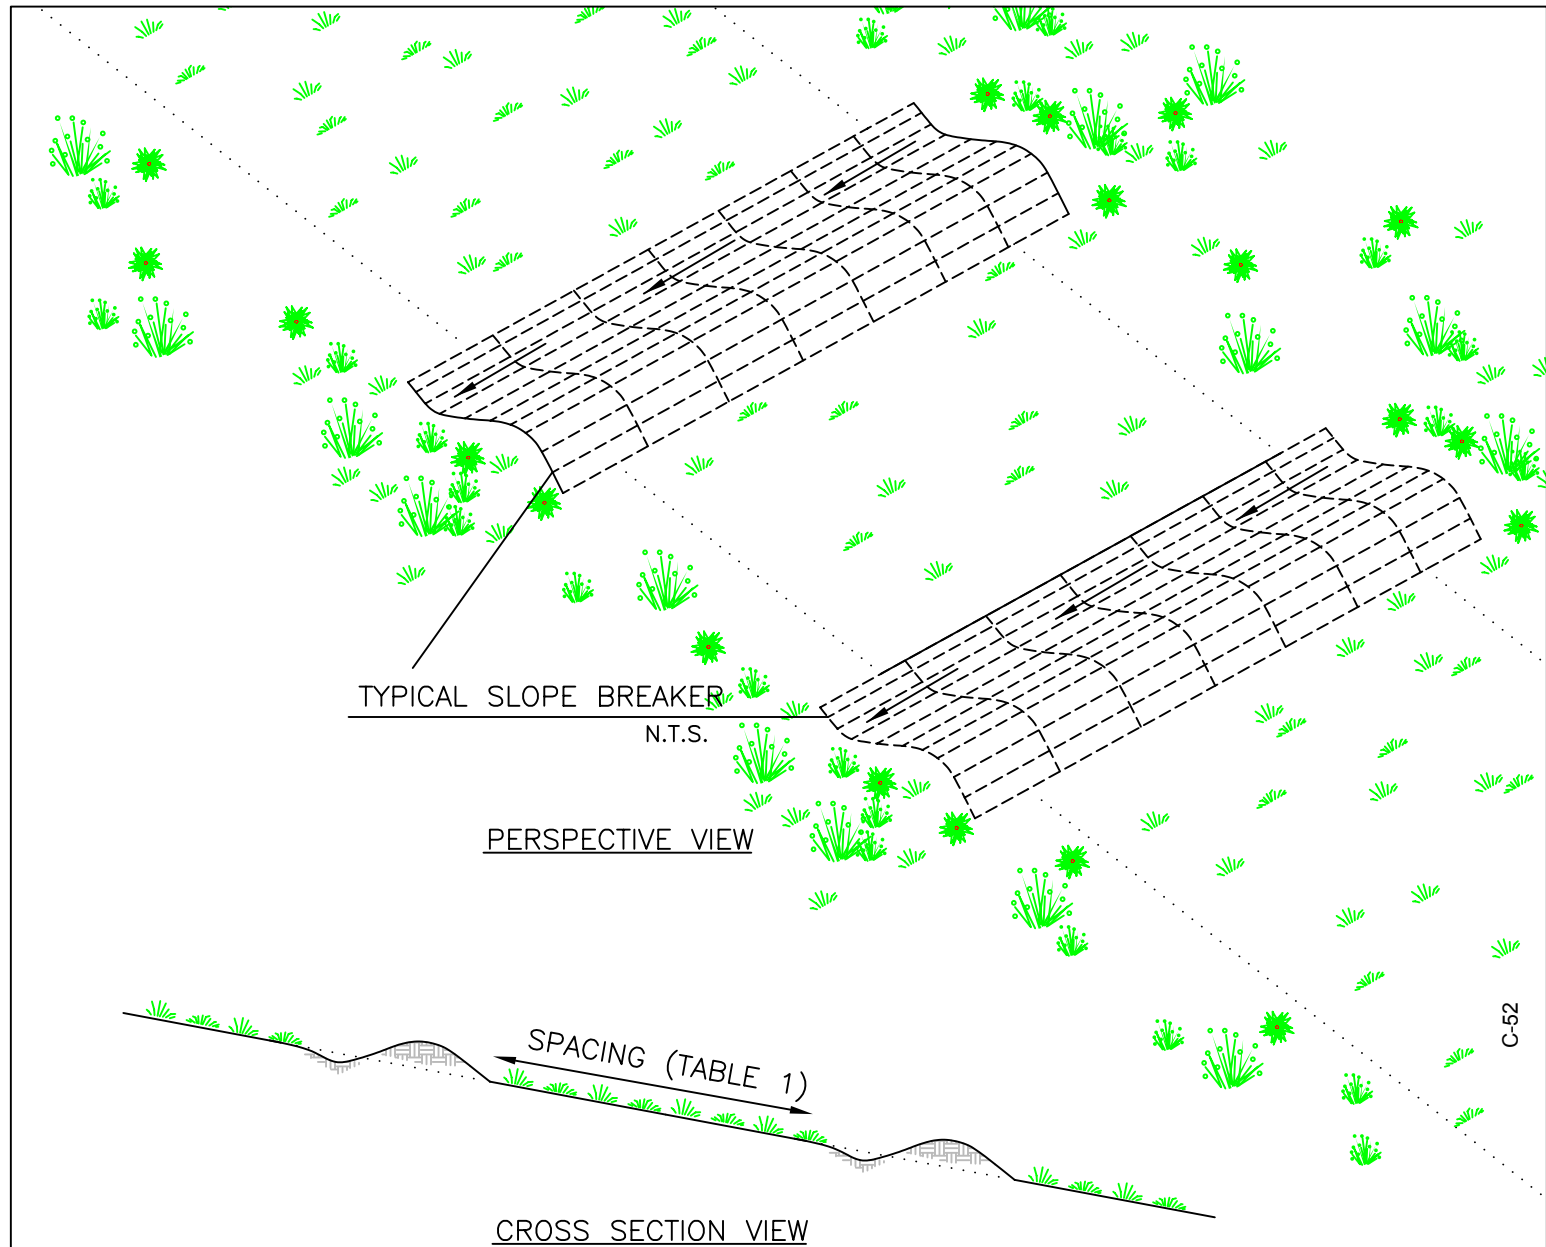 TYPICAL SLOPE BREAKER
N.T.S.
PERSPECTIVE VIEW
C-52
SPACING (TABLE 1)
CROSS SECTION VIEW